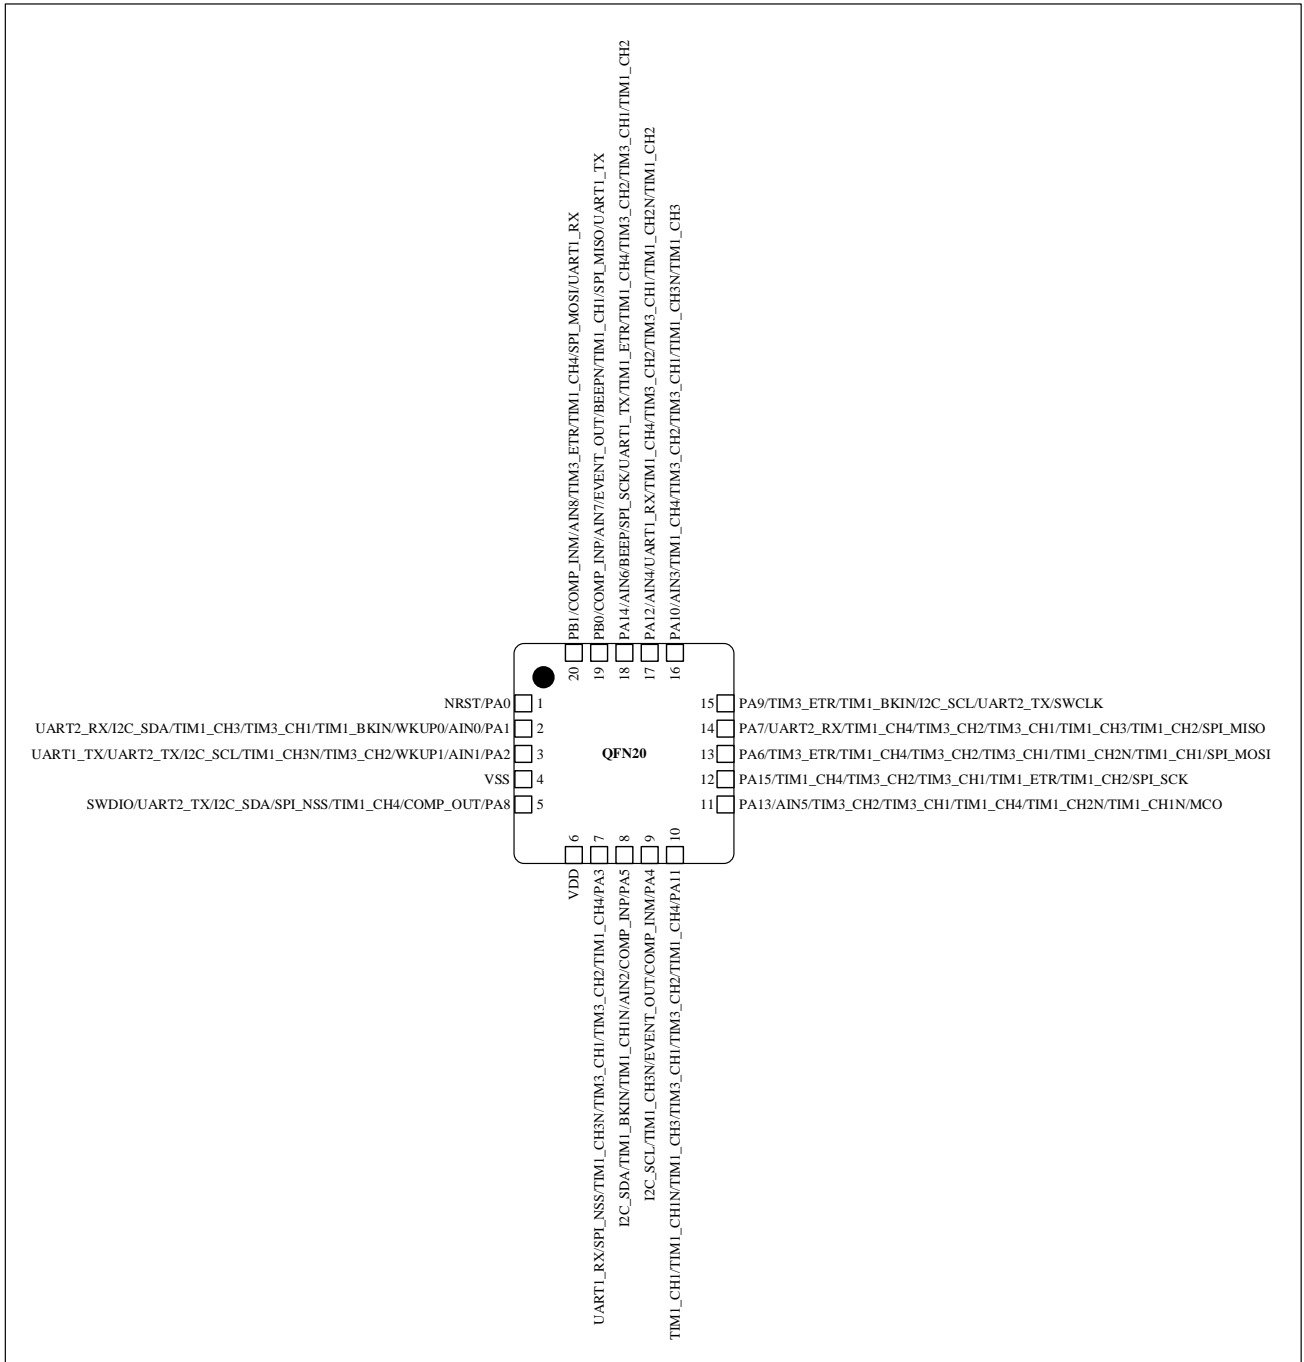 PB1/COMP_INM/AIN8/TIM3_ETR/TIM1_CH4/SPI_MOSI/UART1_RX
PB0/COMP_INP/AIN7/EVENT_OUT/BEEPN/TIM1_CH1/SPI_MISO/UART1_TX
PA14/AIN6/BEEP/SPI_SCK/UART1_TX/TIM1_ETR/TIM1_CH4/TIM3_CH2/TIM3_CH1/TIM1_CH2
PA12/AIN4/UART1_RX/TIM1_CH4/TIM3_CH2/TIM3_CH1/TIM1_CH2N/TIM1_CH2
PA10/AIN3/TIM1_CH4/TIM3_CH2/TIM3_CH1/TIM1_CH3N/TIM1_CH3
20
19
18
17
16
NRST/PA0 1
UART2_RX/I2C_SDA/TIM1_CH3/TIM3_CH1/TIM1_BKIN/WKUP0/AIN0/PA1 2
UART1_TX/UART2_TX/I2C_SCL/TIM1_CH3N/TIM3_CH2/WKUP1/AIN1/PA2 3
VSS 4
SWDIO/UART2_TX/I2C_SDA/SPI_NSS/TIM1_CH4/COMP_OUT/PA8 5
QFN20
15 PA9/TIM3_ETR/TIM1_BKIN/I2C_SCL/UART2_TX/SWCLK
14 PA7/UART2_RX/TIM1_CH4/TIM3_CH2/TIM3_CH1/TIM1_CH3/TIM1_CH2/SPI_MISO
13 PA6/TIM3_ETR/TIM1_CH4/TIM3_CH2/TIM3_CH1/TIM1_CH2N/TIM1_CH1/SPI_MOSI
12 PA15/TIM1_CH4/TIM3_CH2/TIM3_CH1/TIM1_ETR/TIM1_CH2/SPI_SCK
11 PA13/AIN5/TIM3_CH2/TIM3_CH1/TIM1_CH4/TIM1_CH2N/TIM1_CH1N/MCO
6
7
8
9
10
VDD
UART1_RX/SPI_NSS/TIM1_CH3N/TIM3_CH1/TIM3_CH2/TIM1_CH4/PA3
I2C_SDA/TIM1_BKIN/TIM1_CH1N/AIN2/COMP_INP/PA5
I2C_SCL/TIM1_CH3N/EVENT_OUT/COMP_INM/PA4
TIM1_CH1/TIM1_CH1N/TIM1_CH3/TIM3_CH1/TIM3_CH2/TIM1_CH4/PA11